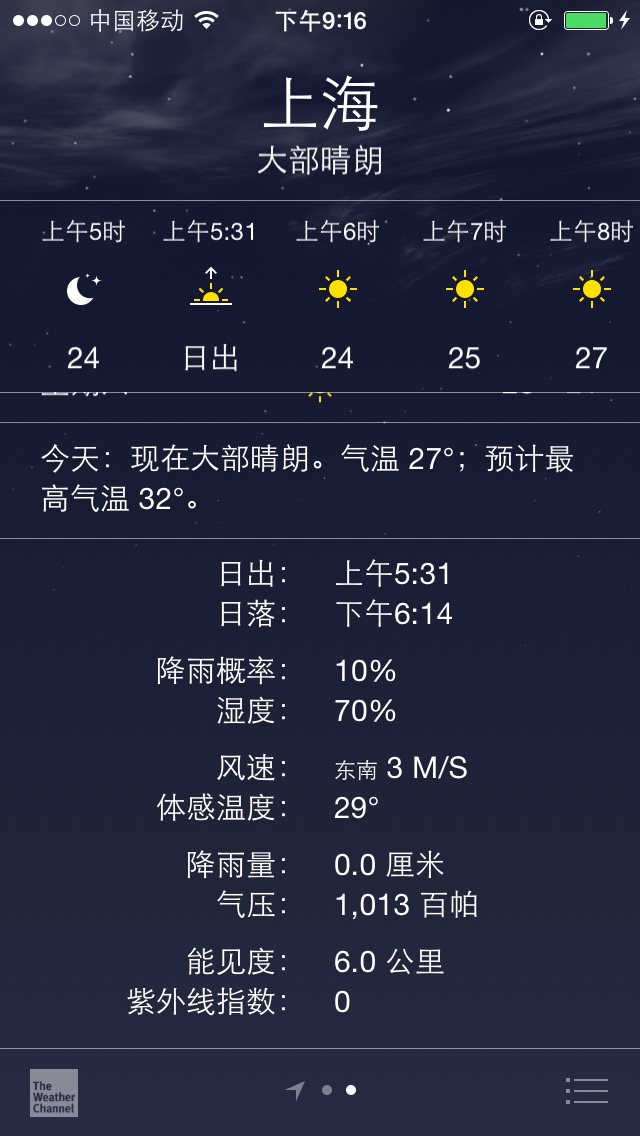 中国移动 下午9:16
上海
大部晴朗
上午5时 上午5:31 上午6时 上午7时 上午8时
24 日出 24 25 27
今天：现在大部晴朗。气温 27°；预计最
高气温 32°。
日出： 上午5:31
日落： 下午6:14
降雨概率： 10%
湿度： 70%
风速： 东南 3 M/S
体感温度： 29°
降雨量： 0.0 厘米
气压： 1,013 百帕
能见度： 6.0 公里
紫外线指数： 0
The
Weather
Channel